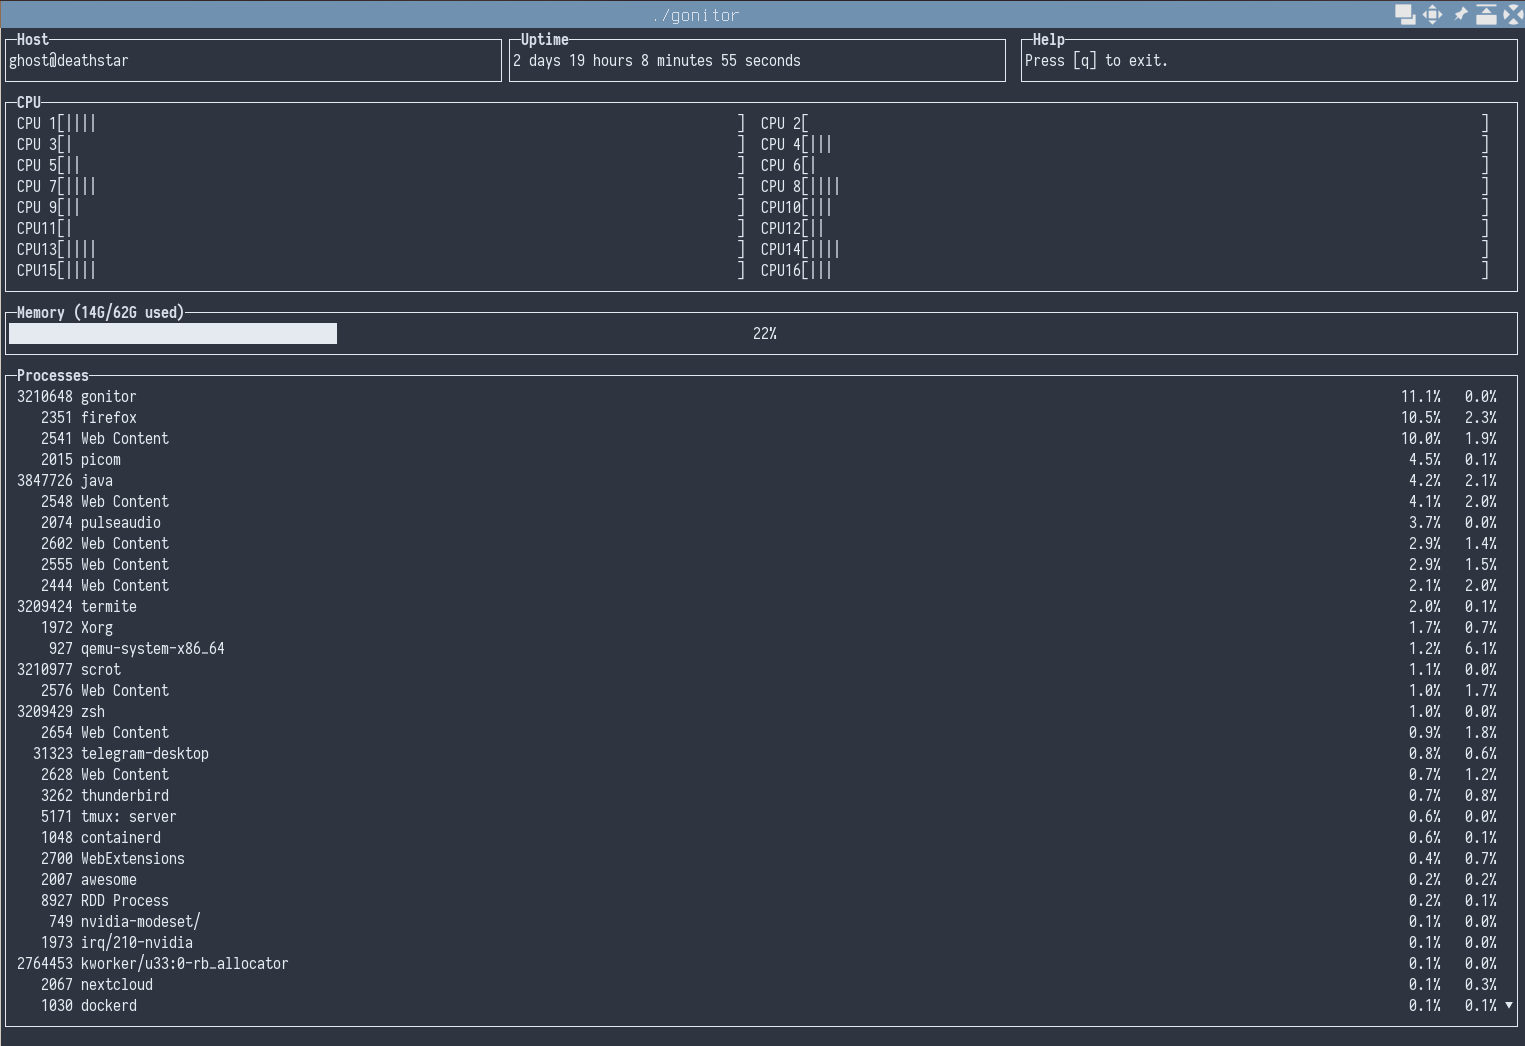 ./gonitor
Host
ghost@deathstar
Uptime
2 days 19 hours 8 minutes 55 seconds
Help
Press [q] to exit.
CPU
CPU 1[|||| ] CPU 2[ ]
CPU 3[| ] CPU 4[||| ]
CPU 5[|| ] CPU 6[| ]
CPU 7[|||| ] CPU 8[|||| ]
CPU 9[|| ] CPU10[||| ]
CPU11[| ] CPU12[|| ]
CPU13[|||| ] CPU14[|||| ]
CPU15[|||| ] CPU16[||| ]
Memory (14G/62G used)
22%
Processes
3210648 gonitor 11.1% 0.0%
2351 firefox 10.5% 2.3%
2541 Web Content 10.0% 1.9%
2015 picom 4.5% 0.1%
3847726 java 4.2% 2.1%
2548 Web Content 4.1% 2.0%
2074 pulseaudio 3.7% 0.0%
2602 Web Content 2.9% 1.4%
2555 Web Content 2.9% 1.5%
2444 Web Content 2.1% 2.0%
3209424 termite 2.0% 0.1%
1972 Xorg 1.7% 0.7%
927 qemu-system-x86_64 1.2% 6.1%
3210977 scrot 1.1% 0.0%
2576 Web Content 1.0% 1.7%
3209429 zsh 1.0% 0.0%
2654 Web Content 0.9% 1.8%
31323 telegram-desktop 0.8% 0.6%
2628 Web Content 0.7% 1.2%
3262 thunderbird 0.7% 0.8%
5171 tmux: server 0.6% 0.0%
1048 containerd 0.6% 0.1%
2700 WebExtensions 0.4% 0.7%
2007 awesome 0.2% 0.2%
8927 RDD Process 0.2% 0.1%
749 nvidia-modeset/ 0.1% 0.0%
1973 irq/210-nvidia 0.1% 0.0%
2764453 kworker/u33:0-rb_allocator 0.1% 0.0%
2067 nextcloud 0.1% 0.3%
1030 dockerd 0.1% 0.1% ▼